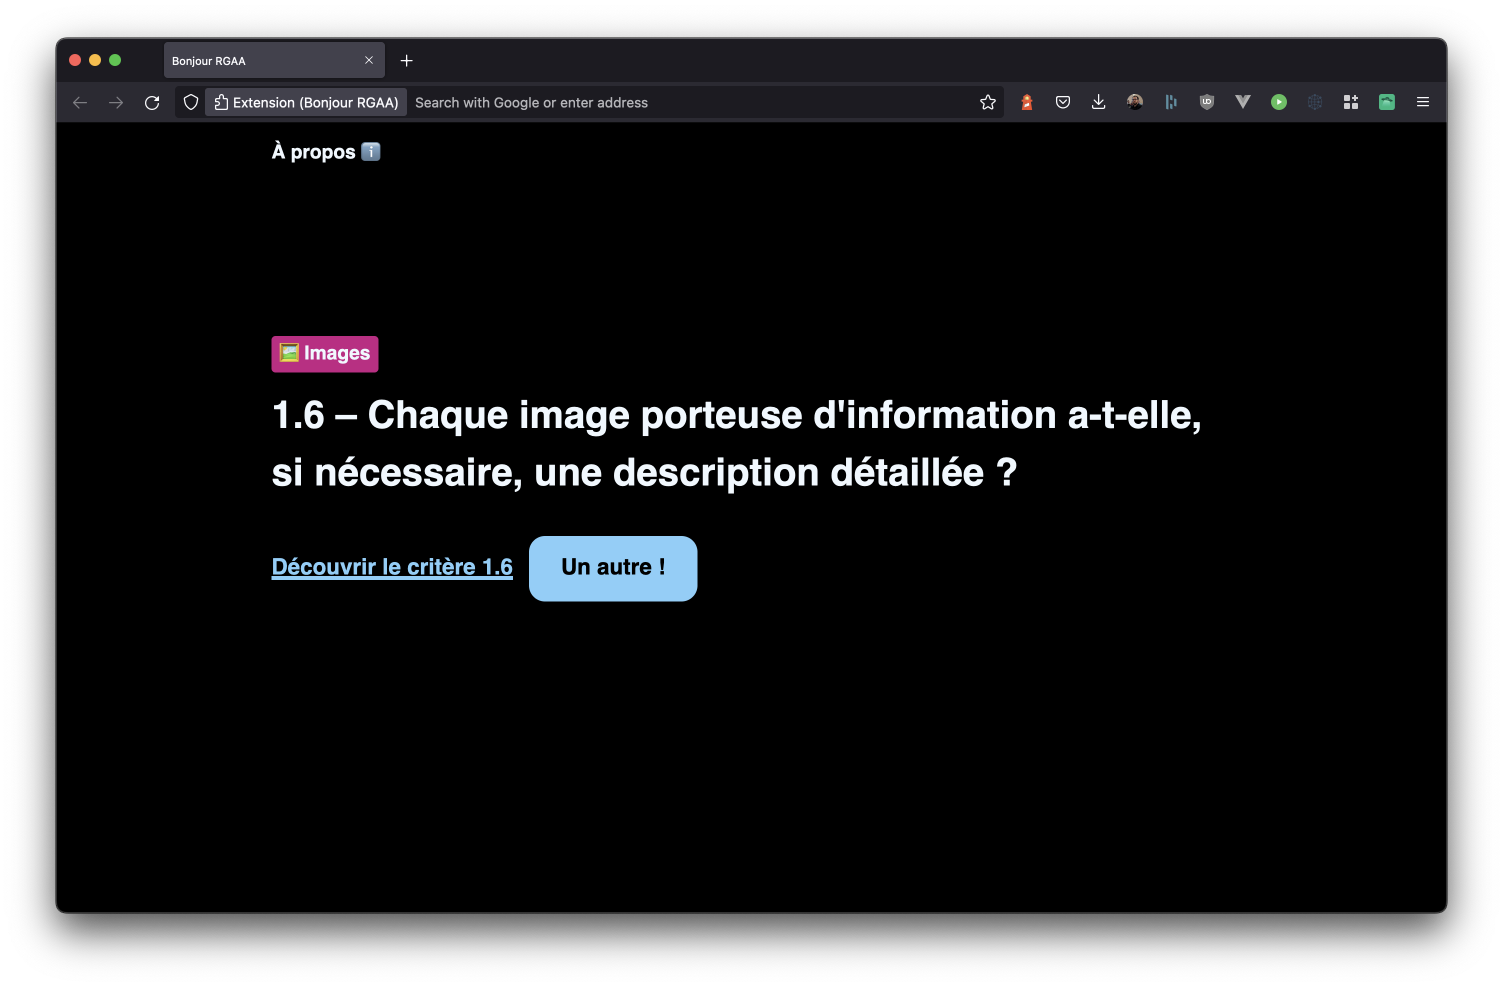 Bonjour RGAA
Extension (Bonjour RGAA) Search with Google or enter address
À propos ℹ️
🖼️ Images
1.6 – Chaque image porteuse d'information a-t-elle,
si nécessaire, une description détaillée ?
Découvrir le critère 1.6
Un autre !